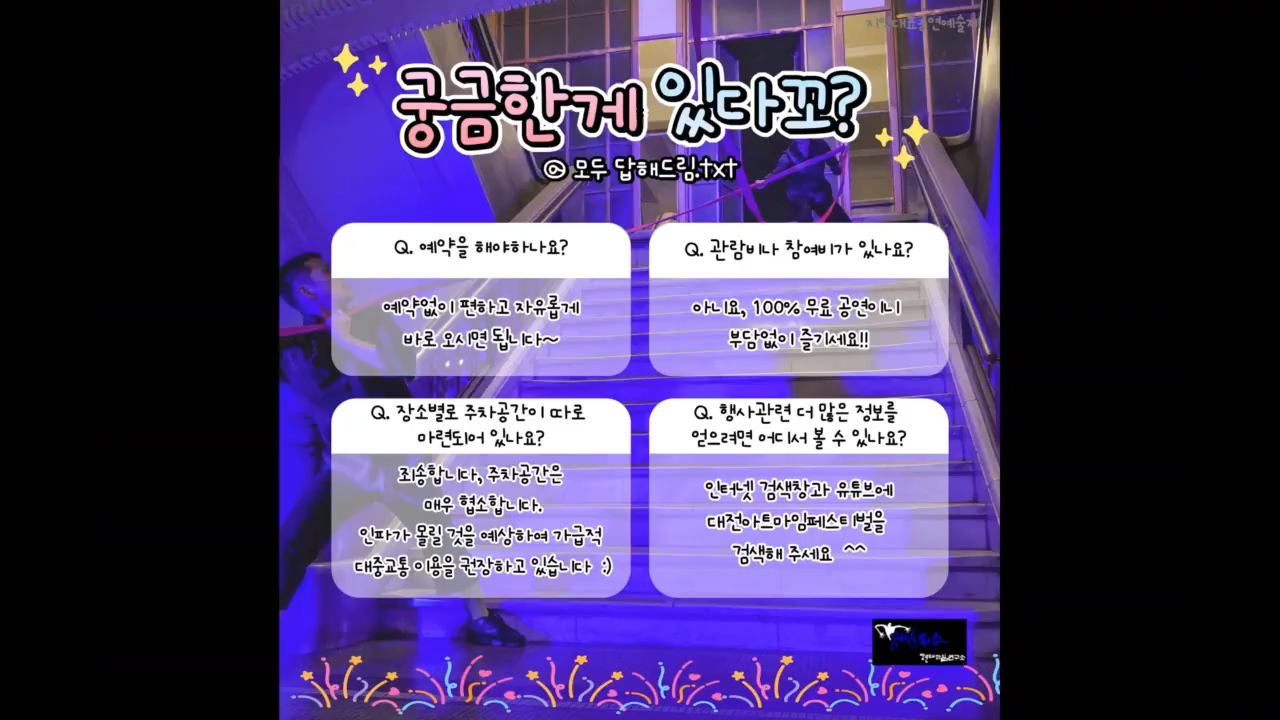 지역대표공연예술제
궁금한게 있다꼬?
@ 모두 답해드림.txt
Q. 예약을 해야하나요?
예약없이 편하고 자유롭게
바로 오시면 됩니다~
Q. 관람비나 참여비가 있나요?
아니요, 100% 무료 공연이니
부담없이 즐기세요!!
Q. 장소별로 주차공간이 따로
마련되어 있나요?
죄송합니다, 주차공간은
매우 협소합니다.
인파가 몰릴 것을 예상하여 가급적
대중교통 이용을 권장하고 있습니다 :)
Q. 행사관련 더 많은 정보를
얻으려면 어디서 볼 수 있나요?
인터넷 검색창과 유튜브에
대전아트마임페스티벌을
검색해 주세요 ^^